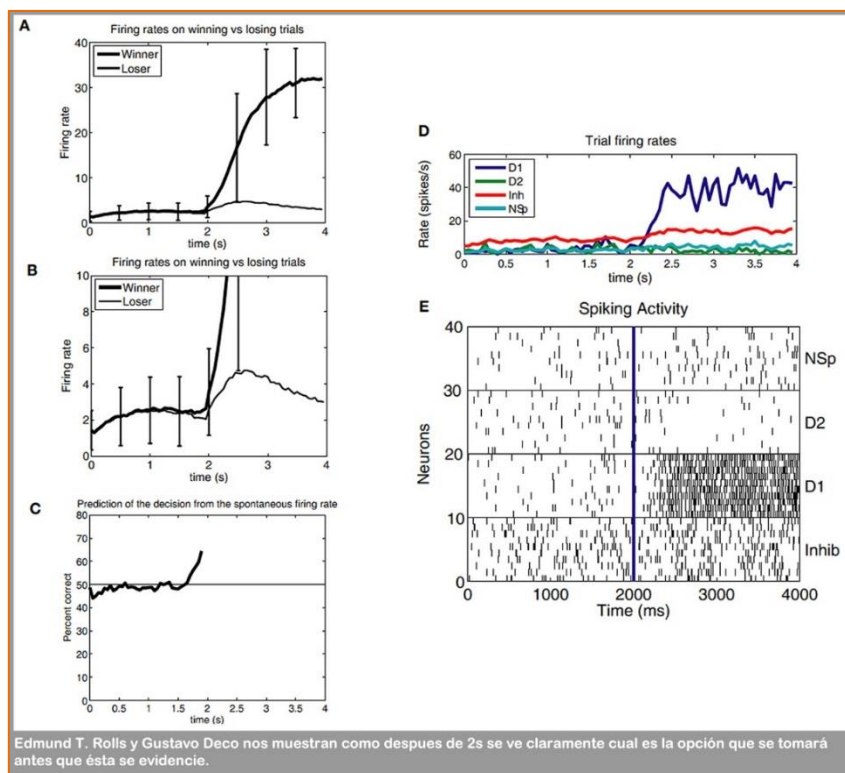 A
Firing rates on winning vs losing trials
Winner
Loser
Firing rate
40
30
20
10
0
0 1 2 3 4
time (s)
B
Firing rates on winning vs losing trials
Winner
Loser
Firing rate
10
8
6
4
2
0
0 1 2 3 4
time (s)
C
Prediction of the decision from the spontaneous firing rate
Percent correct
80
70
60
50
40
30
20
10
0
0 0.5 1 1.5 2 2.5 3 3.5 4
time (s)
D
Trial firing rates
D1
D2
Inh
NSp
Rate (spikes/s)
60
40
20
0
0 0.5 1 1.5 2 2.5 3 3.5 4
time (s)
E
Spiking Activity
Neurons
40
30
20
10
0
NSp
D2
D1
Inhib
0 1000 2000 3000 4000
Time (ms)
Edmund T. Rolls y Gustavo Deco nos muestran como despues de 2s se ve claramente cual es la opción que se tomará
antes que ésta se evidencie.